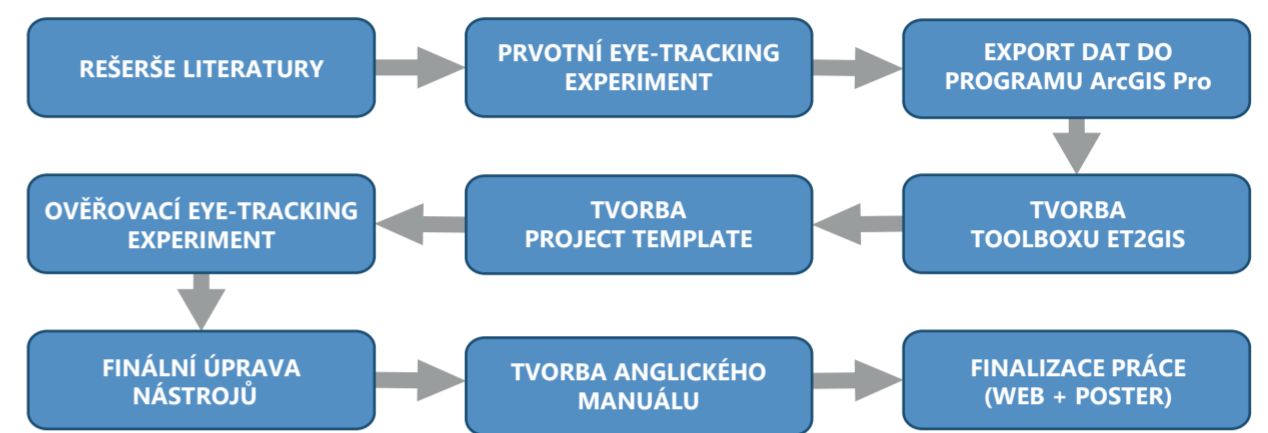 REŠERŠE LITERATURY
PRVOTNÍ EYE-TRACKING
EXPERIMENT
EXPORT DAT DO
PROGRAMU ArcGIS Pro
TVORBA
TOOLBOXU ET2GIS
TVORBA
PROJECT TEMPLATE
OVĚŘOVACÍ EYE-TRACKING
EXPERIMENT
FINÁLNÍ ÚPRAVA
NÁSTROJŮ
TVORBA ANGLICKÉHO
MANUÁLU
FINALIZACE PRÁCE
(WEB + POSTER)